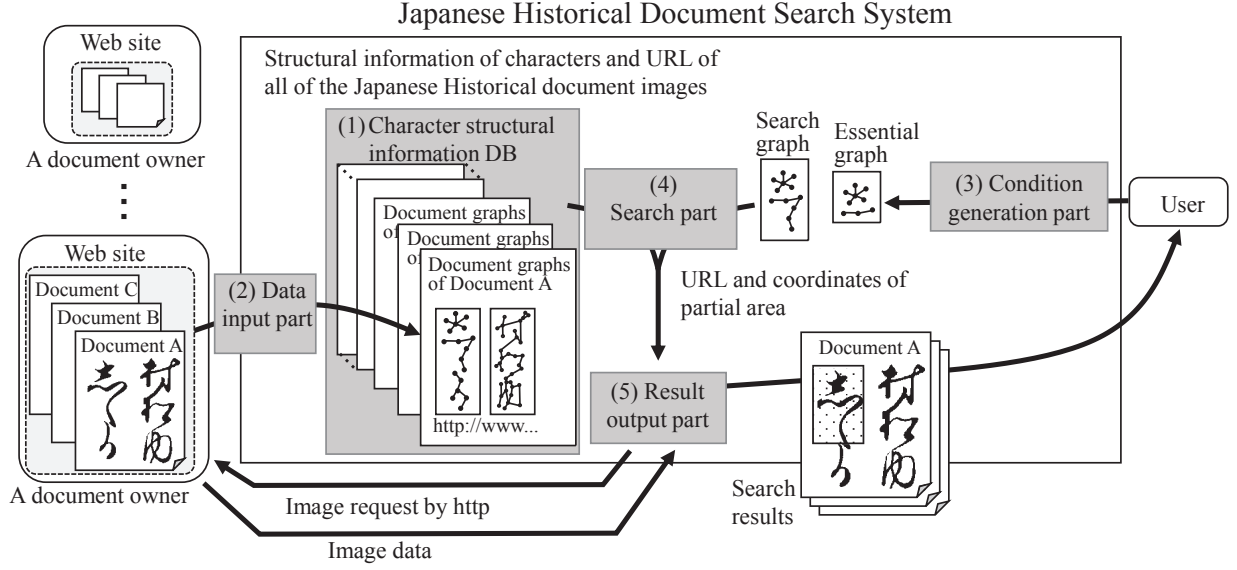 Japanese Historical Document Search System
Web site
A document owner
Structural information of characters and URL of
all of the Japanese Historical document images
(1) Character structural
information DB
Document graphs
of
Document graphs
of
Document graphs
of Document A
http://www...
(4)
Search part
Search
graph
Essential
graph
(3) Condition
generation part
User
Web site
Document C
Document B
Document A
A document owner
(2) Data
input part
URL and coordinates of
partial area
(5) Result
output part
Document A
Search
results
Image request by http
Image data